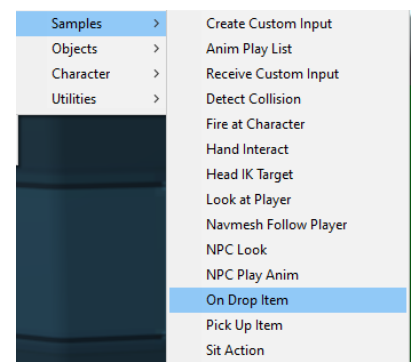 Samples >
Objects >
Character >
Utilities >
Create Custom Input
Anim Play List
Receive Custom Input
Detect Collision
Fire at Character
Hand Interact
Head IK Target
Look at Player
Navmesh Follow Player
NPC Look
NPC Play Anim
On Drop Item
Pick Up Item
Sit Action